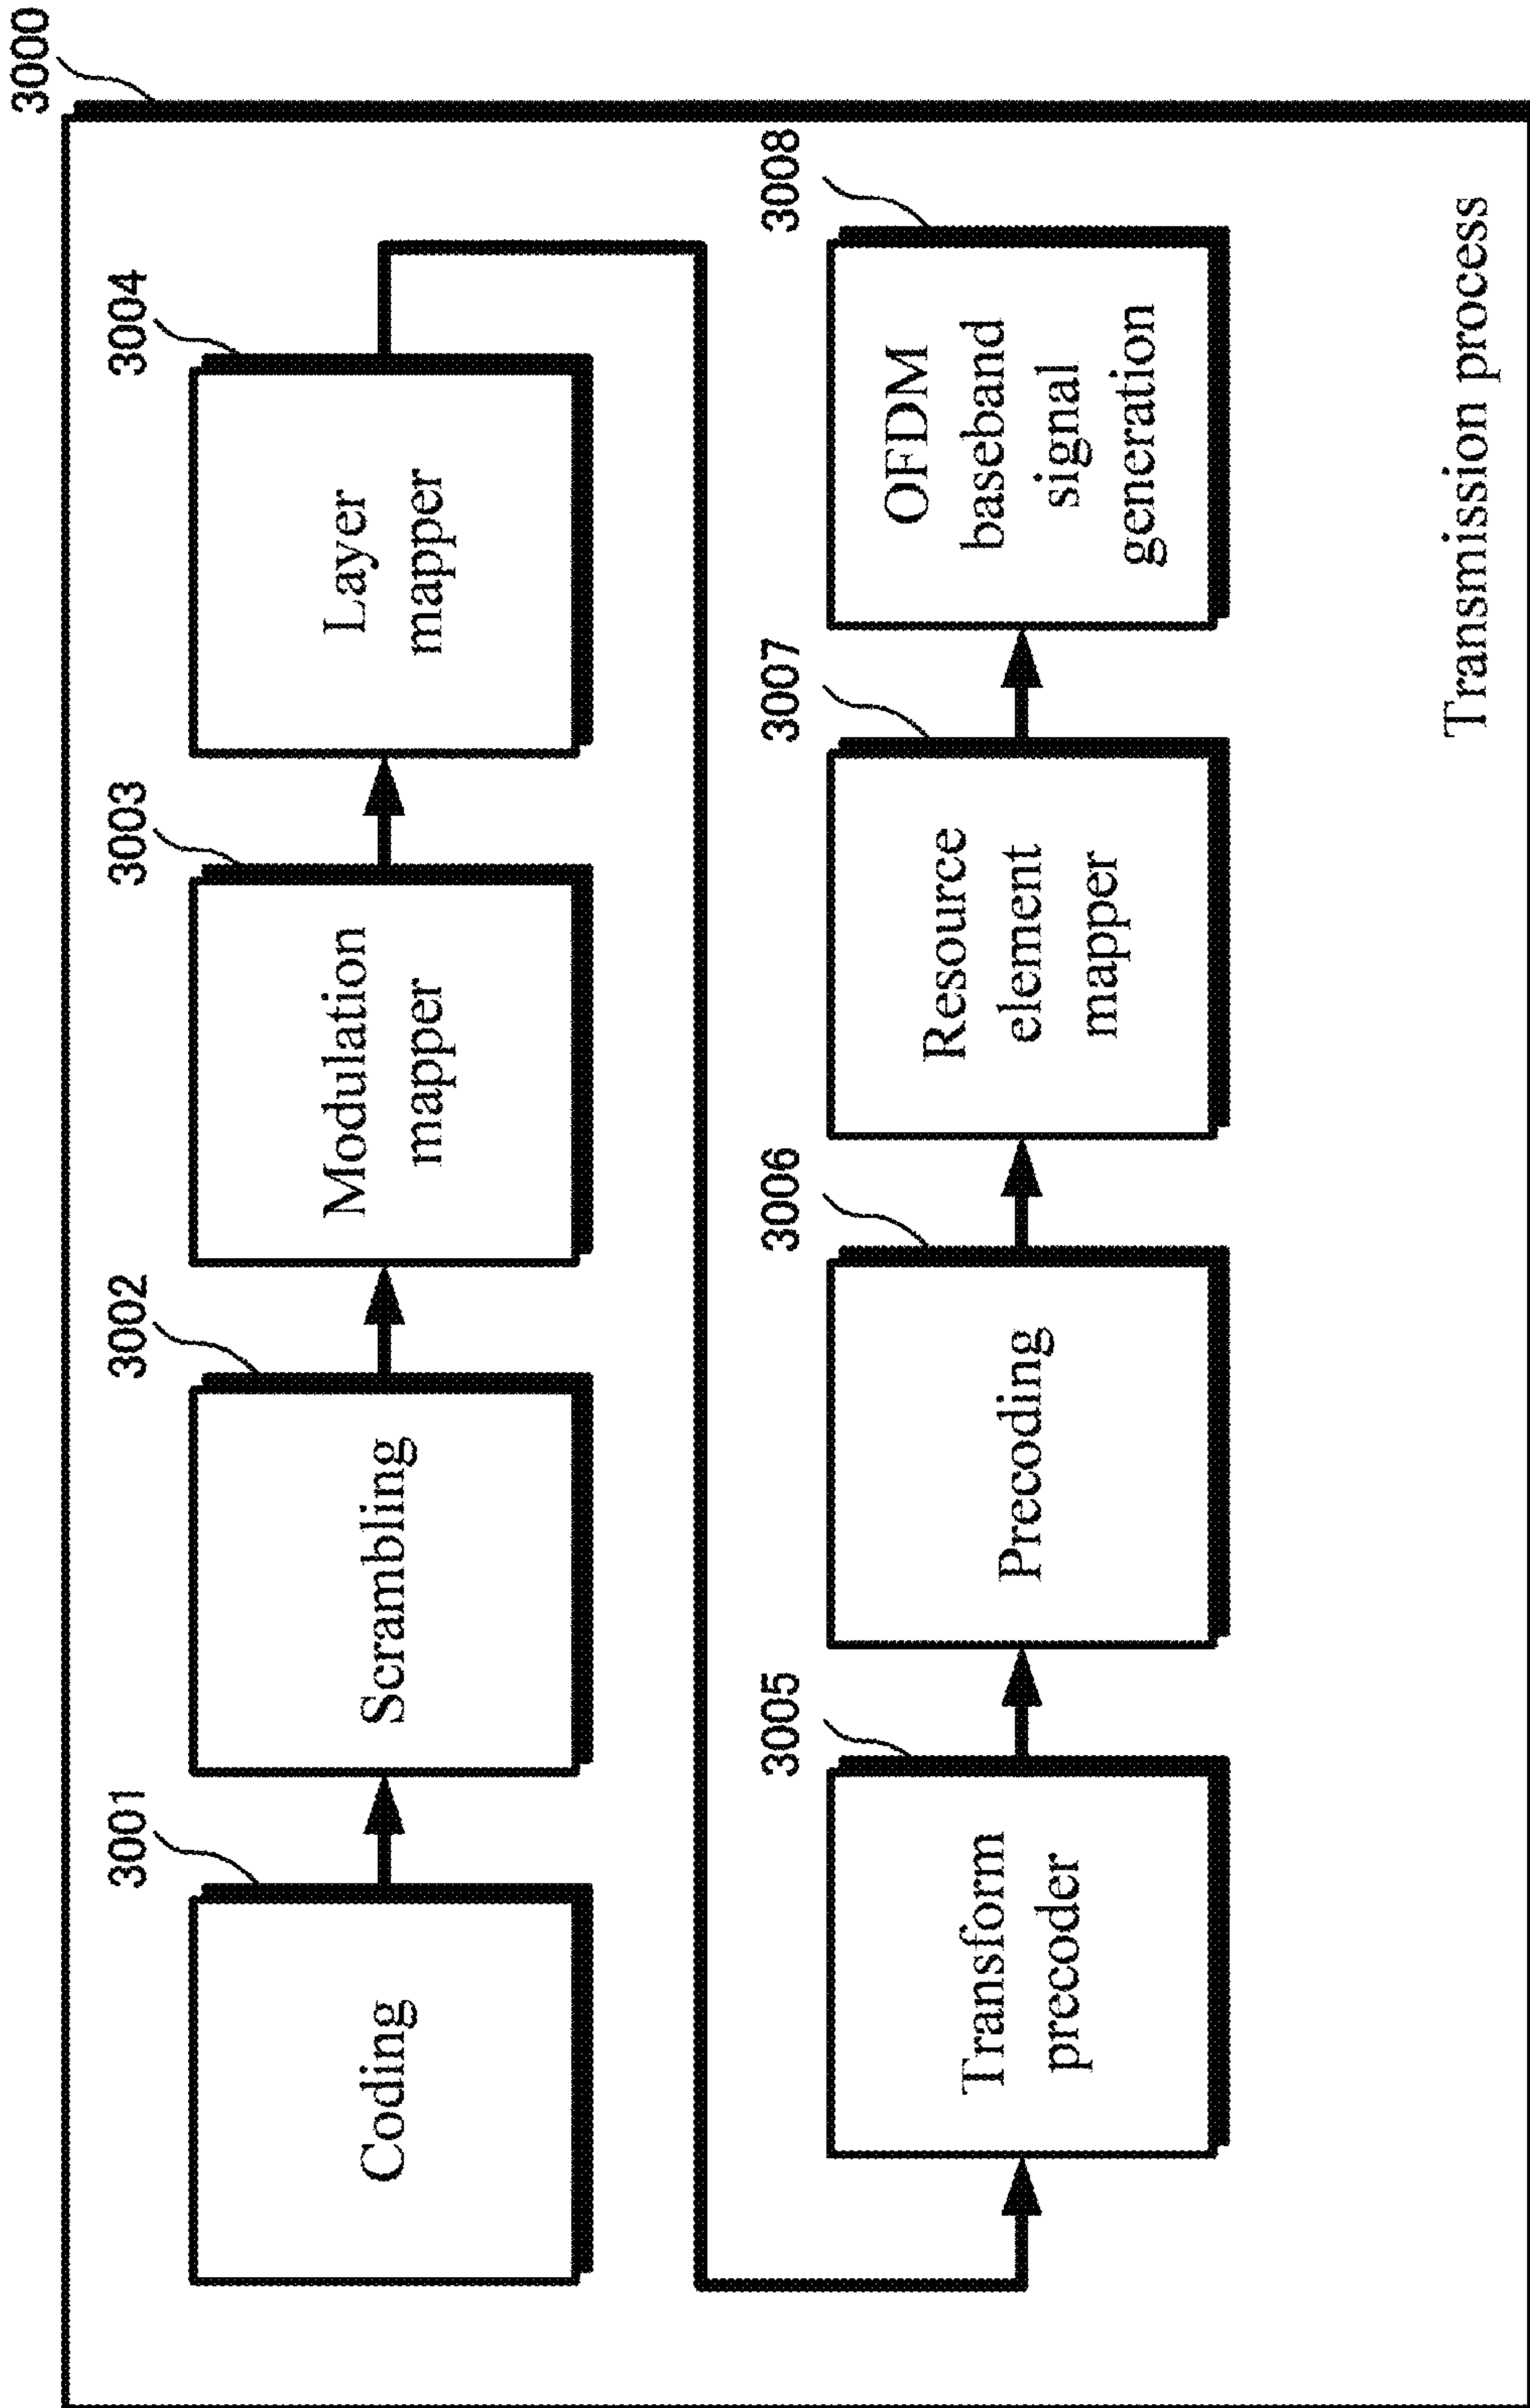 3000
3001
Coding
3002
Scrambling
3003
Modulation
mapper
3004
Layer
mapper
3005
Transform
precoder
3006
Precoding
3007
Resource
element
mapper
3008
OFDM
baseband
signal
generation
Transmission process